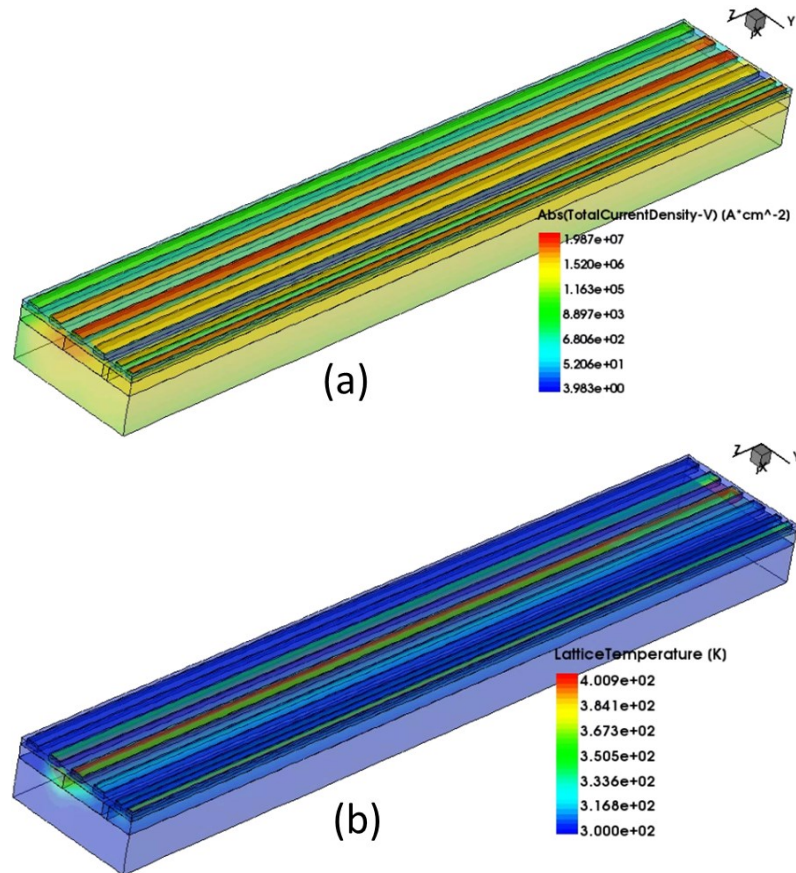 Z
Y
X
Abs(TotalCurrentDensity-V) (A*cm^-2)
1.987e+07
1.520e+06
1.163e+05
8.897e+03
6.806e+02
5.206e+01
3.983e+00
(a)
Z
Y
X
LatticeTemperature (K)
4.009e+02
3.841e+02
3.673e+02
3.505e+02
3.336e+02
3.168e+02
3.000e+02
(b)